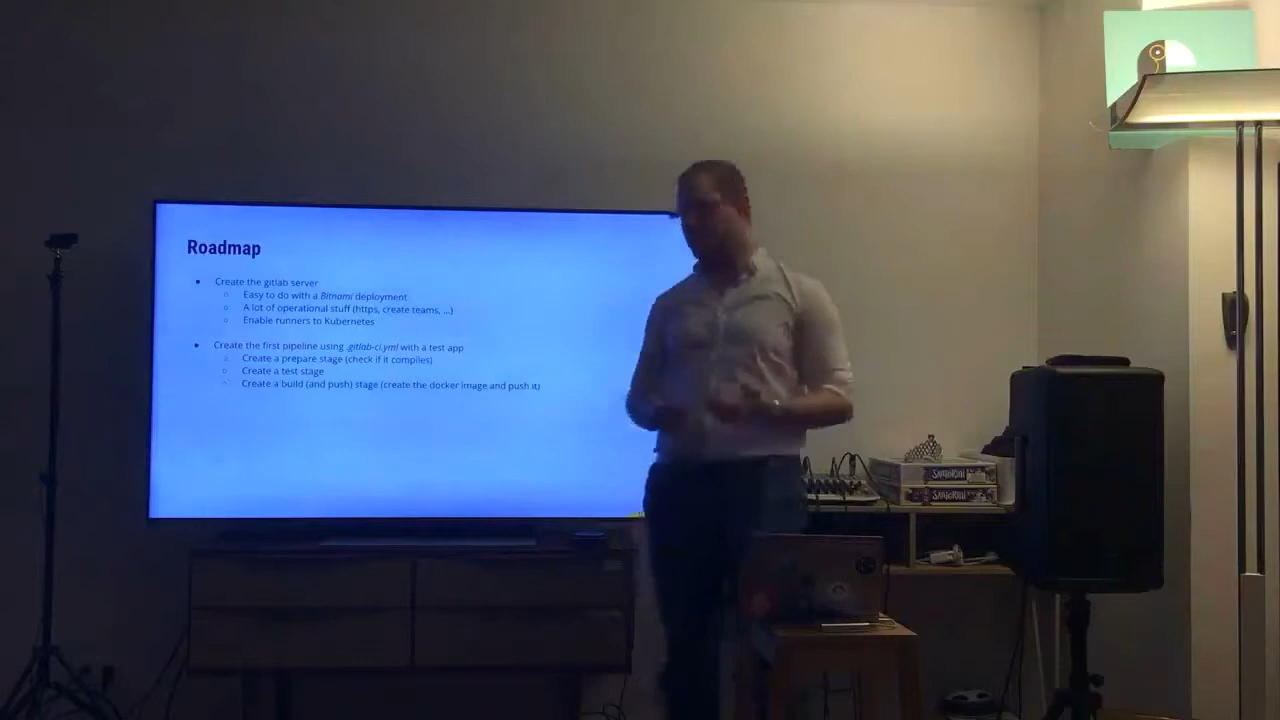 Roadmap
● Create the gitlab server
○ Easy to do with a Bitnami deployment
○ A lot of operational stuff (https, create teams, ...)
○ Enable runners to Kubernetes
● Create the first pipeline using .gitlab-ci.yml with a test app
○ Create a prepare stage (check if it compiles)
○ Create a test stage
○ Create a build (and push) stage (create the docker image and push it)
SANTORINI
SANTORINI